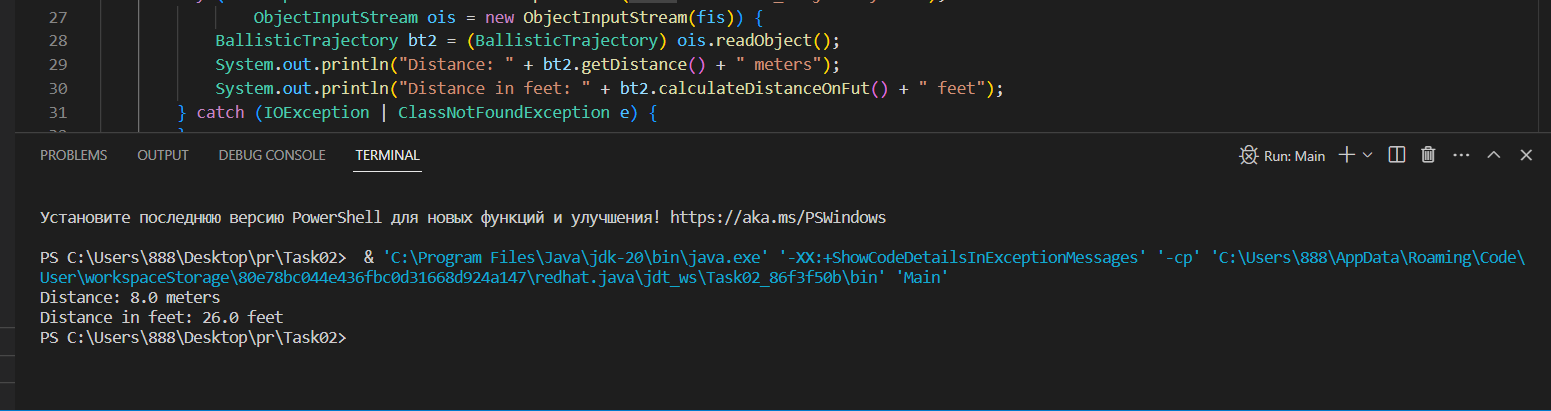 27 ObjectInputStream ois = new ObjectInputStream(fis)) {
28 BallisticTrajectory bt2 = (BallisticTrajectory) ois.readObject();
29 System.out.println("Distance: " + bt2.getDistance() + " meters");
30 System.out.println("Distance in feet: " + bt2.calculateDistanceOnFut() + " feet");
31 } catch (IOException | ClassNotFoundException e) {
PROBLEMS OUTPUT DEBUG CONSOLE TERMINAL Run: Main
Установите последнюю версию PowerShell для новых функций и улучшения! https://aka.ms/PSWindows
PS C:\Users\888\Desktop\pr\Task02>  & 'C:\Program Files\Java\jdk-20\bin\java.exe' '-XX:+ShowCodeDetailsInExceptionMessages' '-cp' 'C:\Users\888\AppData\Roaming\Code\
User\workspaceStorage\80e78bc044e436fbc0d31668d924a147\redhat.java\jdt_ws\Task02_86f3f50b\bin' 'Main'
Distance: 8.0 meters
Distance in feet: 26.0 feet
PS C:\Users\888\Desktop\pr\Task02>